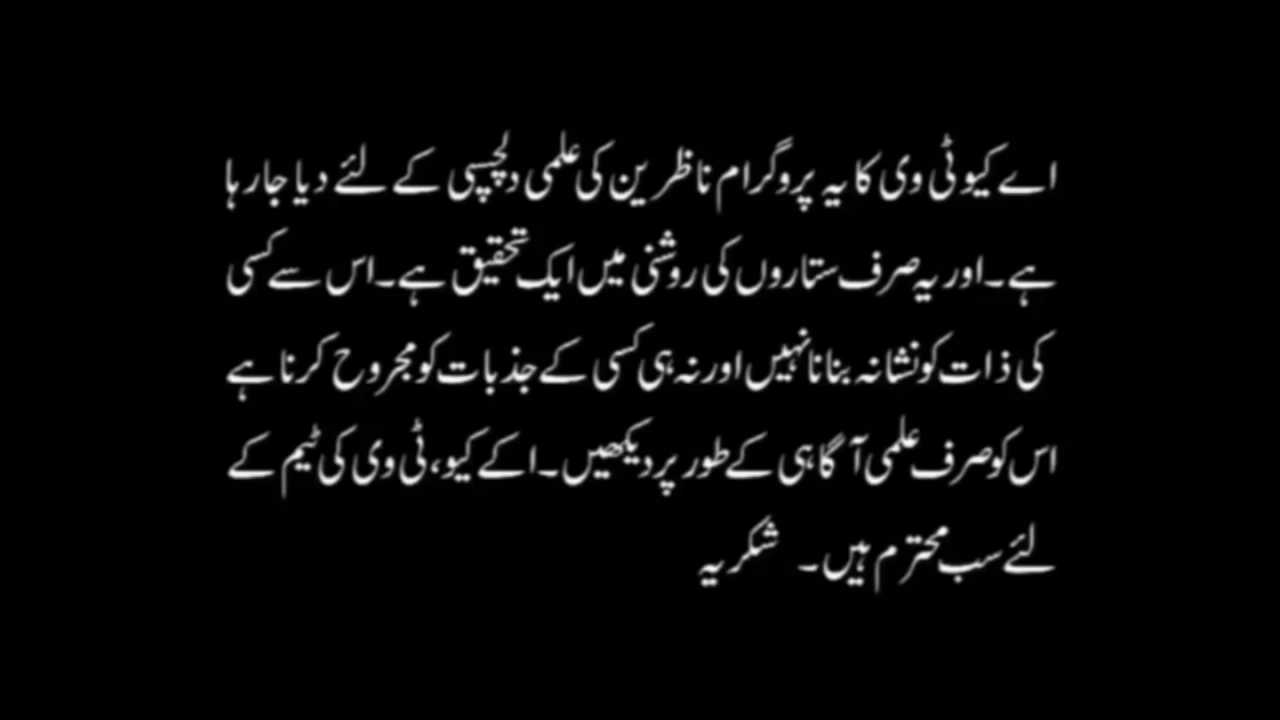 اے کیو ٹی وی کا یہ پروگرام ناظرین کی علمی دلچسپی کے لئے دیا جارہا
ہے۔اور یہ صرف ستاروں کی روشنی میں ایک تحقیق ہے۔اس سے کسی
کی ذات کو نشانہ بنانا نہیں اور نہ ہی کسی کے جذبات کو مجروح کرنا ہے
اس کو صرف علمی آگاہی کے طور پر دیکھیں۔اکے کیو،ٹی وی کی ٹیم کے
لئے سب محترم ہیں۔ شکریہ